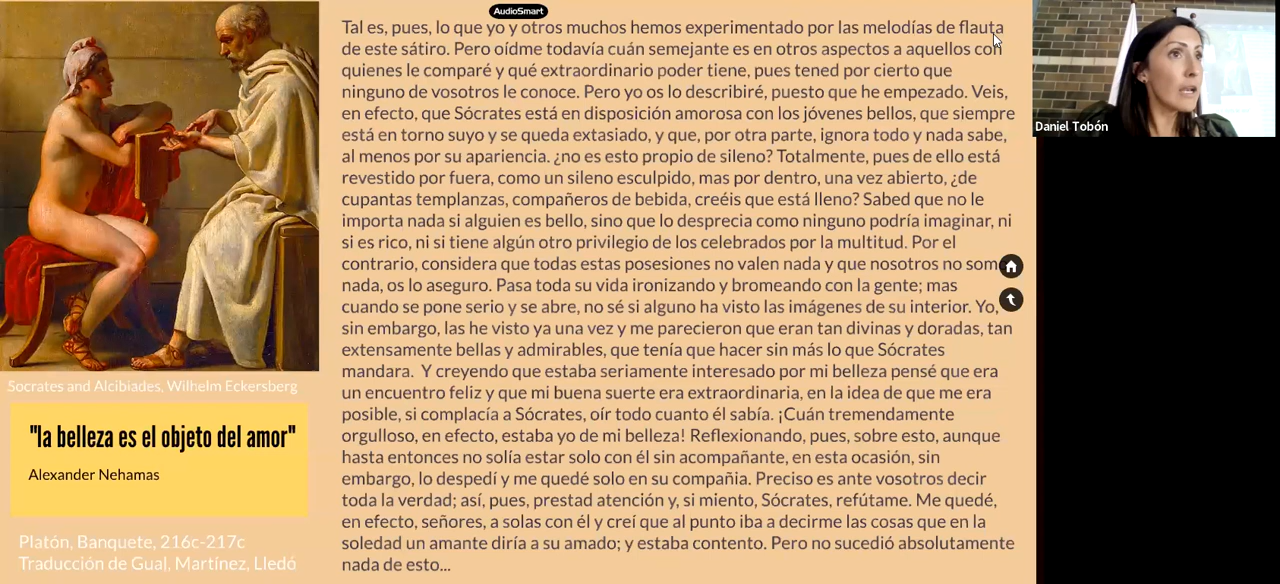 AudioSmart
Tal es, pues, lo que yo y otros muchos hemos experimentado por las melodías de flauta
de este sátiro. Pero oídme todavía cuán semejante es en otros aspectos a aquellos con
quienes le comparé y qué extraordinario poder tiene, pues tened por cierto que
ninguno de vosotros le conoce. Pero yo os lo describiré, puesto que he empezado. Veis,
en efecto, que Sócrates está en disposición amorosa con los jóvenes bellos, que siempre
está en torno suyo y se queda extasiado, y que, por otra parte, ignora todo y nada sabe,
al menos por su apariencia. ¿no es esto propio de sileno? Totalmente, pues de ello está
revestido por fuera, como un sileno esculpido, mas por dentro, una vez abierto, ¿de
cupantas templanzas, compañeros de bebida, creéis que está lleno? Sabed que no le
importa nada si alguien es bello, sino que lo desprecia como ninguno podría imaginar, ni
si es rico, ni si tiene algún otro privilegio de los celebrados por la multitud. Por el
contrario, considera que todas estas posesiones no valen nada y que nosotros no som
nada, os lo aseguro. Pasa toda su vida ironizando y bromeando con la gente; mas
cuando se pone serio y se abre, no sé si alguno ha visto las imágenes de su interior. Yo,
sin embargo, las he visto ya una vez y me parecieron que eran tan divinas y doradas, tan
extensamente bellas y admirables, que tenía que hacer sin más lo que Sócrates
mandara. Y creyendo que estaba seriamente interesado por mi belleza pensé que era
un encuentro feliz y que mi buena suerte era extraordinaria, en la idea de que me era
posible, si complacía a Sócrates, oír todo cuanto él sabía. ¡Cuán tremendamente
orgulloso, en efecto, estaba yo de mi belleza! Reflexionando, pues, sobre esto, aunque
hasta entonces no solía estar solo con él sin acompañante, en esta ocasión, sin
embargo, lo despedí y me quedé solo en su compañia. Preciso es ante vosotros decir
toda la verdad; así, pues, prestad atención y, si miento, Sócrates, refútame. Me quedé,
en efecto, señores, a solas con él y creí que al punto iba a decirme las cosas que en la
soledad un amante diría a su amado; y estaba contento. Pero no sucedió absolutamente
nada de esto...
Socrates and Alcibiades, Wilhelm Eckersberg
"la belleza es el objeto del amor"
Alexander Nehamas
Platón, Banquete, 216c-217c
Traducción de Gual, Martínez, Lledó
Daniel Tobón